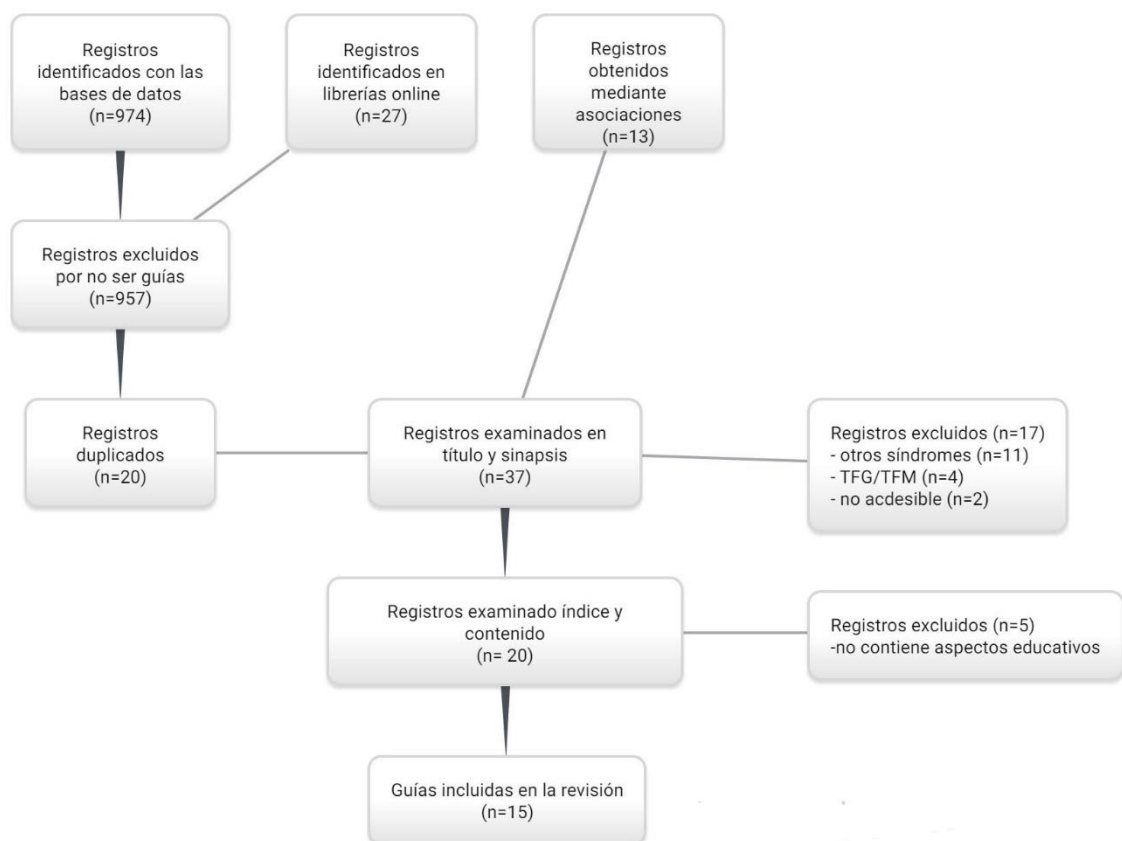 Registros
identificados con las
bases de datos
(n=974)
Registros
identificados en
librerías online
(n=27)
Registros
obtenidos
mediante
asociaciones
(n=13)
Registros excluidos
por no ser guías
(n=957)
Registros
duplicados
(n=20)
Registros examinados en
título y sinapsis
(n=37)
Registros excluidos (n=17)
- otros síndromes (n=11)
- TFG/TFM (n=4)
- no acdesible (n=2)
Registros examinado índice y
contenido
(n= 20)
Registros excluidos (n=5)
-no contiene aspectos educativos
Guías incluidas en la revisión
(n=15)